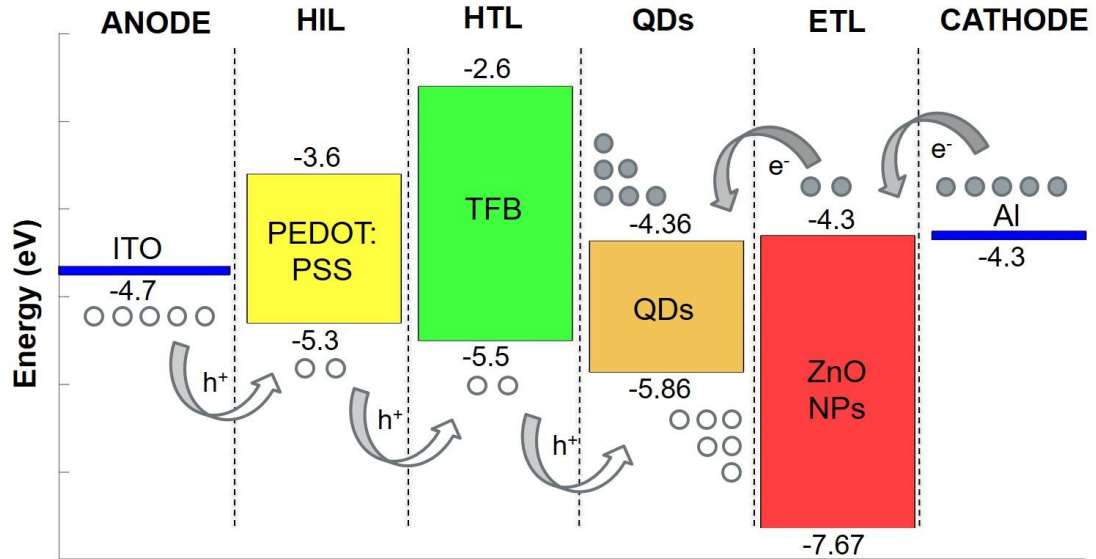 ANODE HIL HTL QDs ETL CATHODE
-2.6
-3.6
e-
e-
TFB
-4.36
-4.3
Al
ITO
PEDOT:
PSS
-4.3
-4.7
QDs
-5.3
-5.5
-5.86
ZnO
NPs
h+
h+
h+
-7.67
Energy (eV)